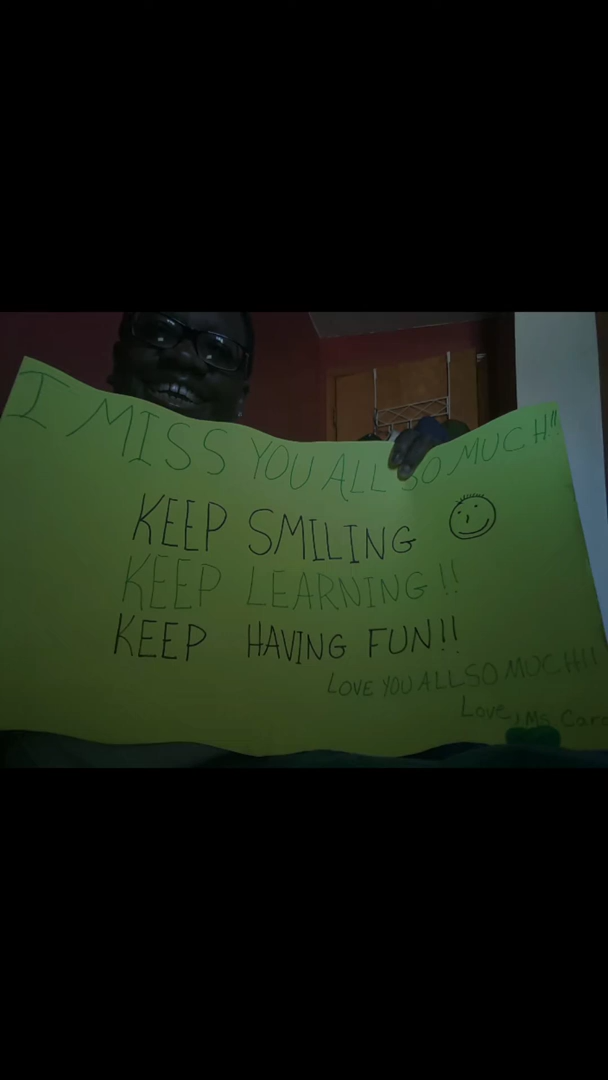 I MISS YOU ALL SO MUCH!!
KEEP SMILING
KEEP LEARNING!!
KEEP HAVING FUN!!
LOVE YOU ALL SO MUCH!!!
Love, Ms. Carr